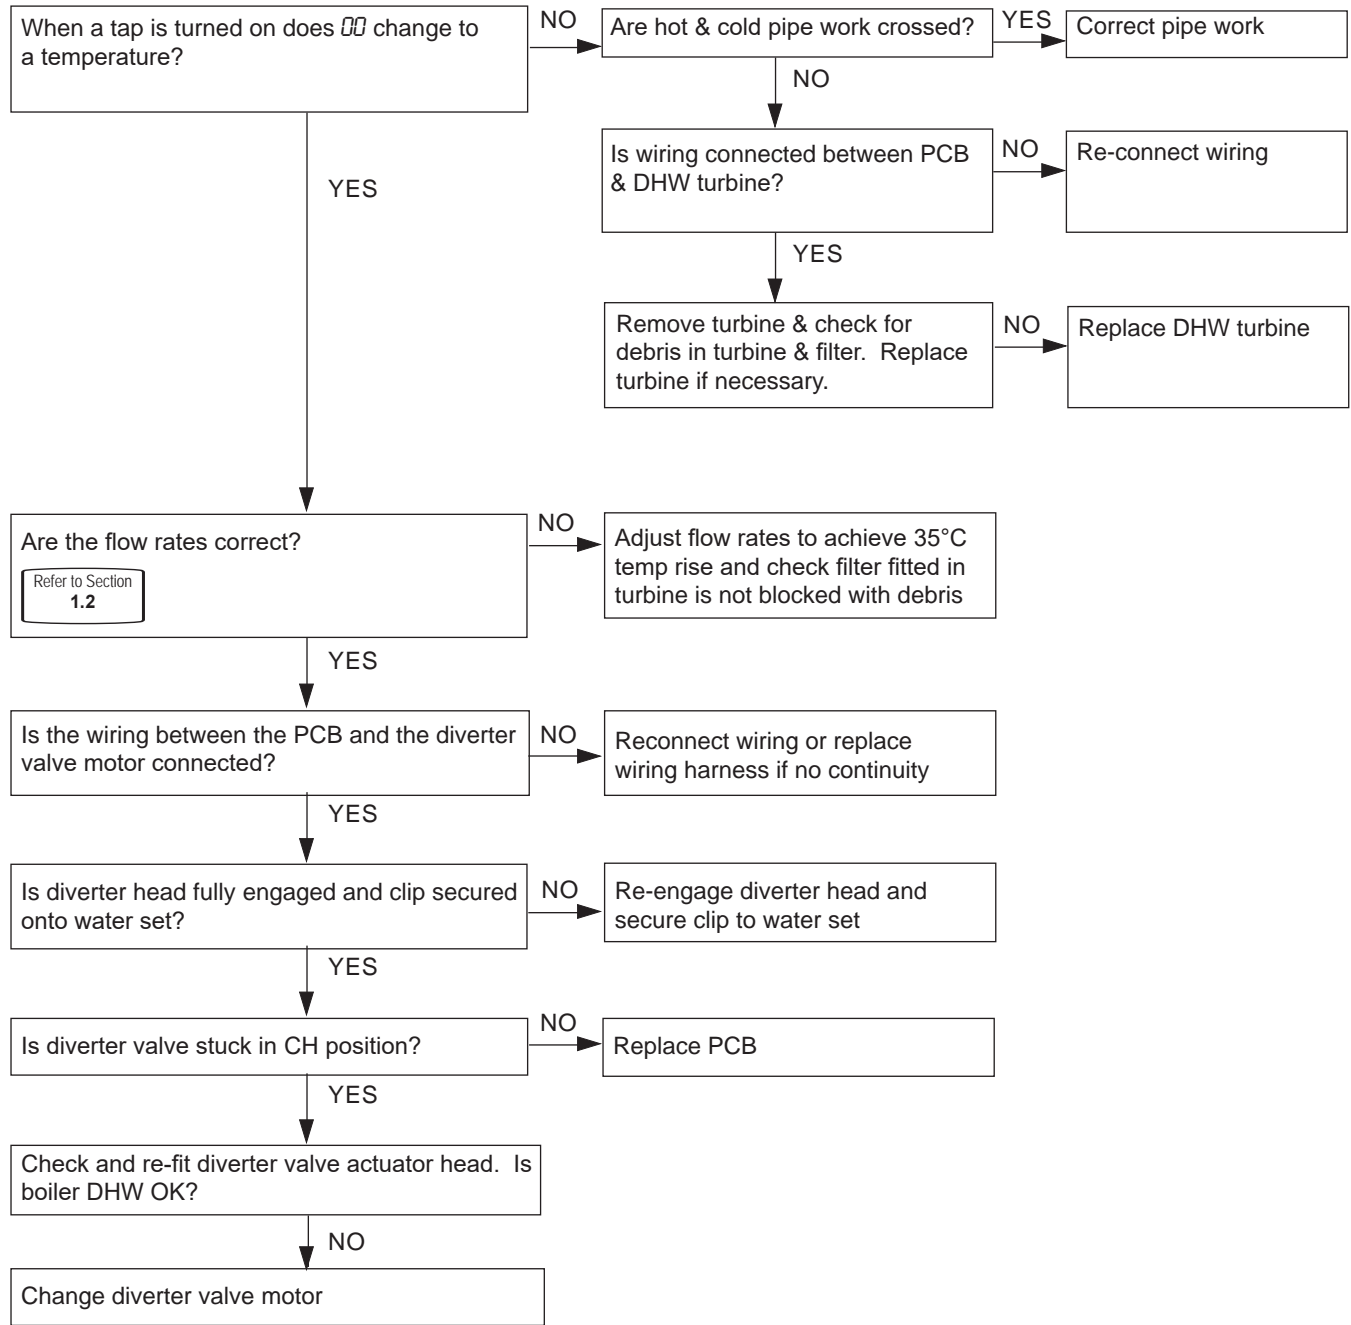 When a tap is turned on does 00 change to
a temperature?
NO
Are hot & cold pipe work crossed?
YES
Correct pipe work
NO
Is wiring connected between PCB
& DHW turbine?
NO
Re-connect wiring
YES
YES
Remove turbine & check for
debris in turbine & filter. Replace
turbine if necessary.
NO
Replace DHW turbine
Are the flow rates correct?
Refer to Section
1.2
NO
Adjust flow rates to achieve 35°C
temp rise and check filter fitted in
turbine is not blocked with debris
YES
Is the wiring between the PCB and the diverter
valve motor connected?
NO
Reconnect wiring or replace
wiring harness if no continuity
YES
Is diverter head fully engaged and clip secured
onto water set?
NO
Re-engage diverter head and
secure clip to water set
YES
Is diverter valve stuck in CH position?
NO
Replace PCB
YES
Check and re-fit diverter valve actuator head. Is
boiler DHW OK?
NO
Change diverter valve motor